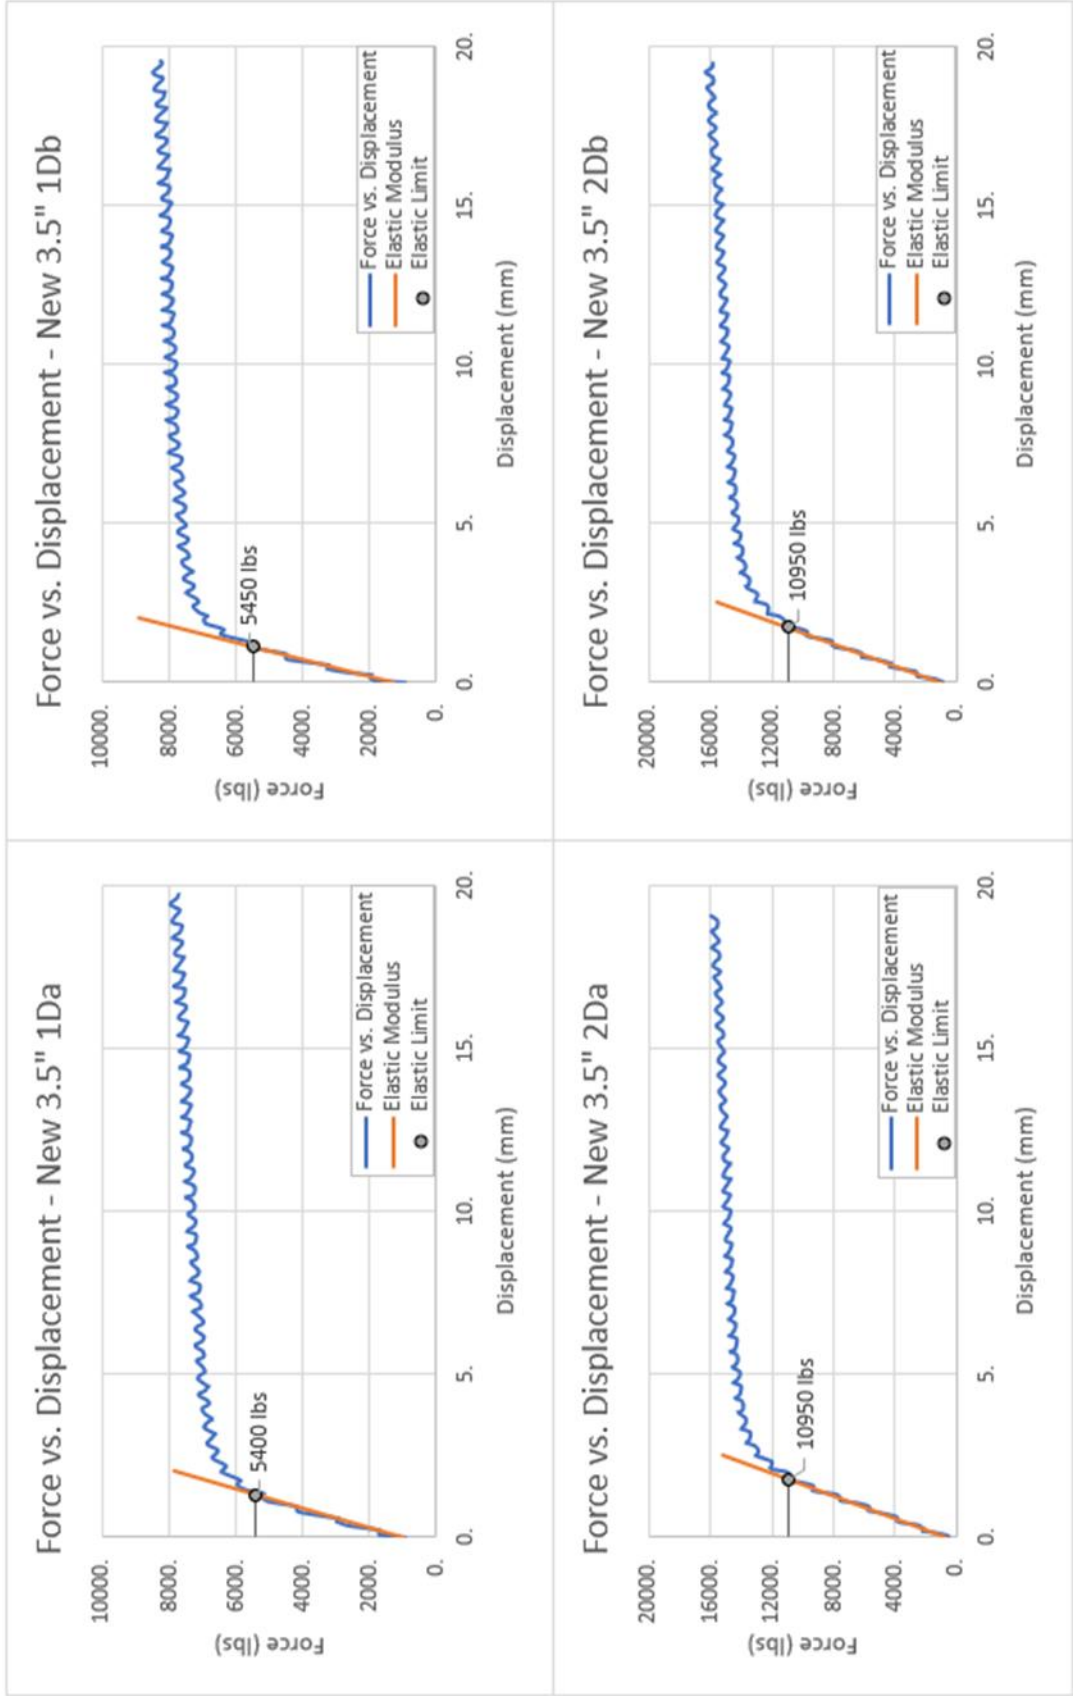 Force vs. Displacement - New 3.5" 1Da
Force (lbs)
10000.
8000.
6000.
4000.
2000.
0.
5400 lbs
Force vs. Displacement
Elastic Modulus
Elastic Limit
0.
5.
10.
15.
20.
Displacement (mm)
Force vs. Displacement - New 3.5" 1Db
Force (lbs)
10000.
8000.
6000.
4000.
2000.
0.
5450 lbs
Force vs. Displacement
Elastic Modulus
Elastic Limit
0.
5.
10.
15.
20.
Displacement (mm)
Force vs. Displacement - New 3.5" 2Da
Force (lbs)
20000.
16000.
12000.
8000.
4000.
0.
10950 lbs
Force vs. Displacement
Elastic Modulus
Elastic Limit
0.
5.
10.
15.
20.
Displacement (mm)
Force vs. Displacement - New 3.5" 2Db
Force (lbs)
20000.
16000.
12000.
8000.
4000.
0.
10950 lbs
Force vs. Displacement
Elastic Modulus
Elastic Limit
0.
5.
10.
15.
20.
Displacement (mm)